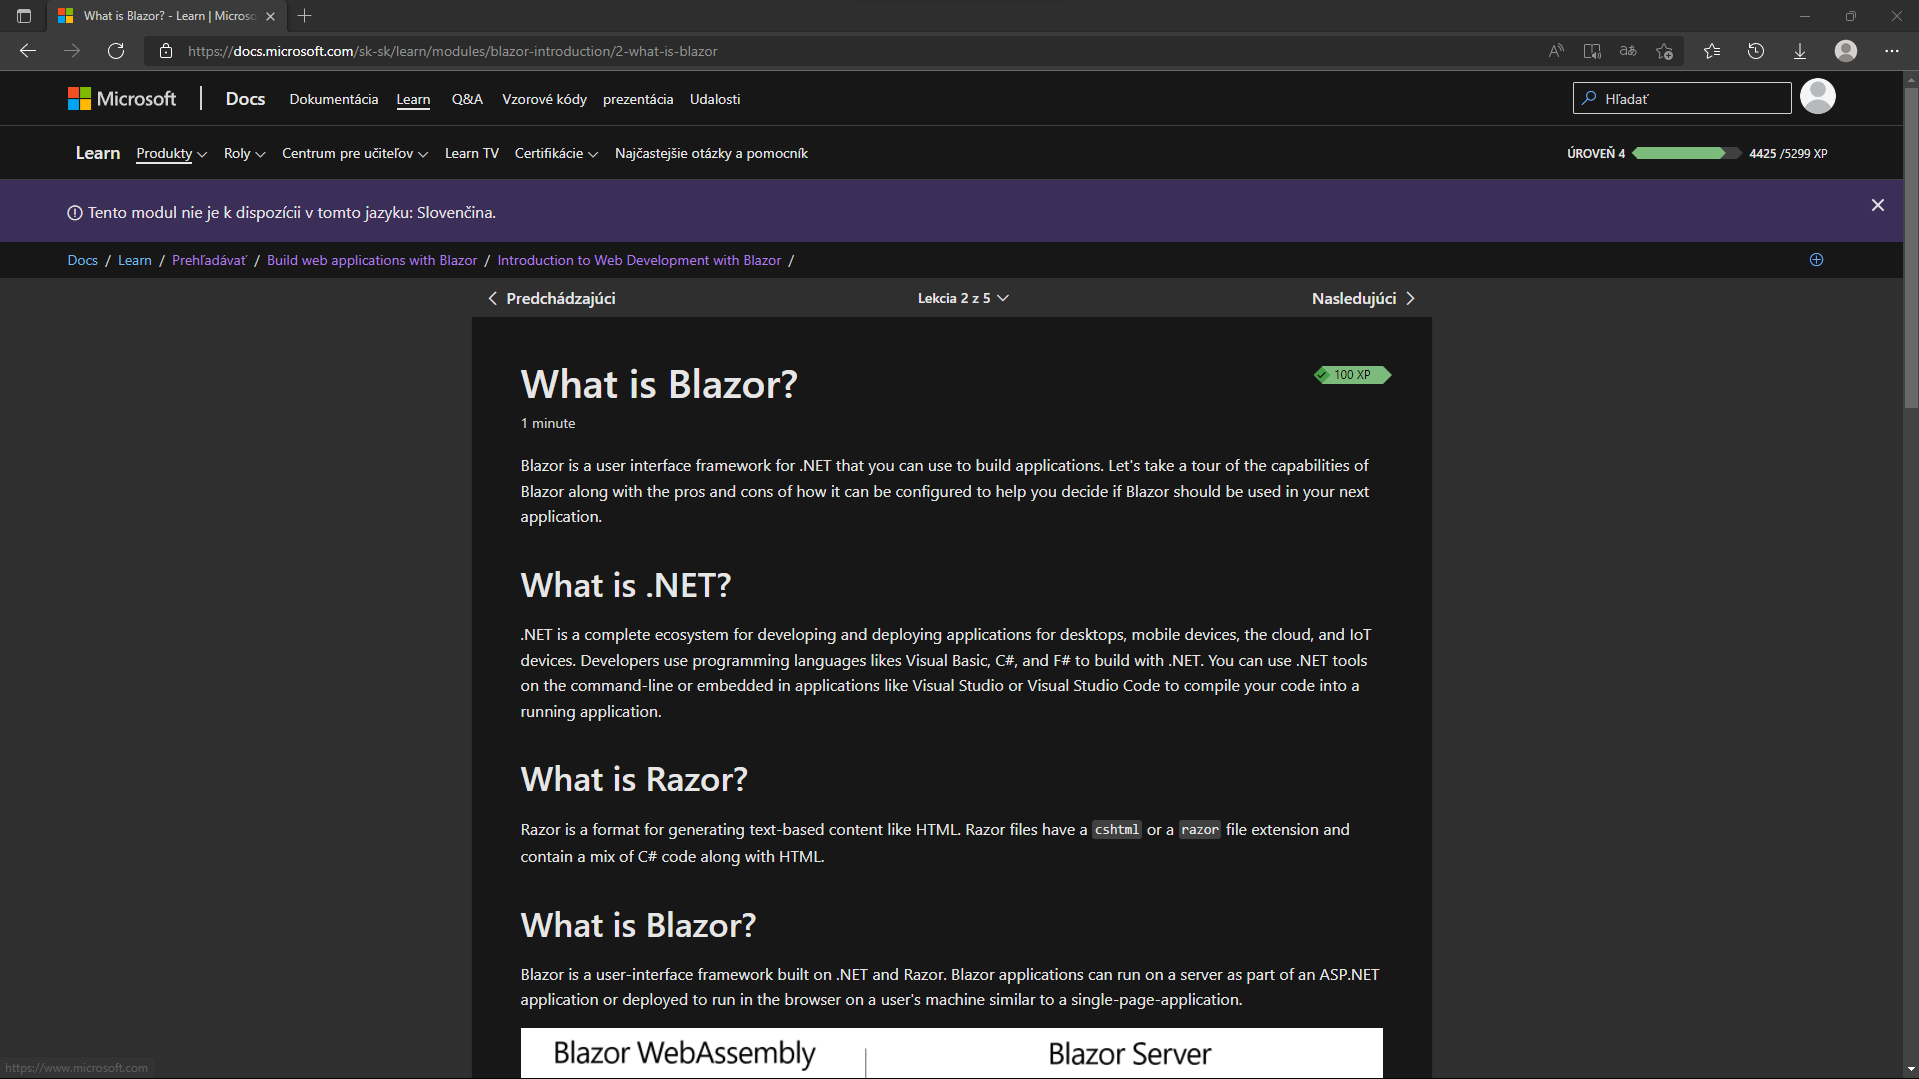 What is Blazor? - Learn | Microso
https://docs.microsoft.com/sk-sk/learn/modules/blazor-introduction/2-what-is-blazor
Microsoft
Docs
Dokumentácia
Learn
Q&A
Vzorové kódy
prezentácia
Udalosti
Hľadať
Learn
Produkty
Roly
Centrum pre učiteľov
Learn TV
Certifikácie
Najčastejšie otázky a pomocník
ÚROVEŇ 4
4425 /5299 XP
Tento modul nie je k dispozícii v tomto jazyku: Slovenčina.
Docs / Learn / Prehľadávať / Build web applications with Blazor / Introduction to Web Development with Blazor /
Predchádzajúci
Lekcia 2 z 5
Nasledujúci
What is Blazor?
100 XP
1 minute
Blazor is a user interface framework for .NET that you can use to build applications. Let's take a tour of the capabilities of
Blazor along with the pros and cons of how it can be configured to help you decide if Blazor should be used in your next
application.
What is .NET?
.NET is a complete ecosystem for developing and deploying applications for desktops, mobile devices, the cloud, and IoT
devices. Developers use programming languages likes Visual Basic, C#, and F# to build with .NET. You can use .NET tools
on the command-line or embedded in applications like Visual Studio or Visual Studio Code to compile your code into a
running application.
What is Razor?
Razor is a format for generating text-based content like HTML. Razor files have a cshtml or a razor file extension and
contain a mix of C# code along with HTML.
What is Blazor?
Blazor is a user-interface framework built on .NET and Razor. Blazor applications can run on a server as part of an ASP.NET
application or deployed to run in the browser on a user's machine similar to a single-page-application.
Blazor WebAssembly
Blazor Server
https://www.microsoft.com